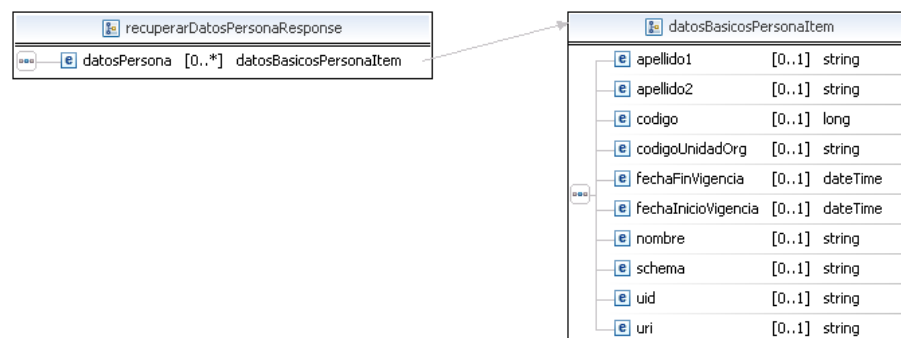 recuperarDatosPersonaResponse
e datosPersona [0..*] datosBasicosPersonaItem
datosBasicosPersonaItem
e apellido1 [0..1] string
e apellido2 [0..1] string
e codigo [0..1] long
e codigoUnidadOrg [0..1] string
e fechaFinVigencia [0..1] dateTime
e fechaInicioVigencia [0..1] dateTime
e nombre [0..1] string
e schema [0..1] string
e uid [0..1] string
e uri [0..1] string